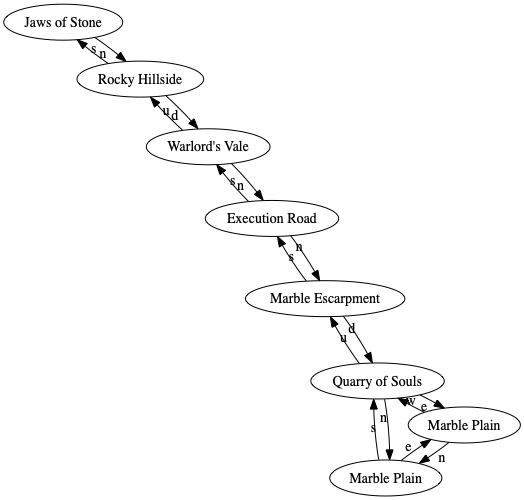 Jaws of Stone
s n
Rocky Hillside
u d
Warlord's Vale
s n
Execution Road
n
s
Marble Escarpment
d
u
Quarry of Souls
w e
n
s
Marble Plain
e n
Marble Plain